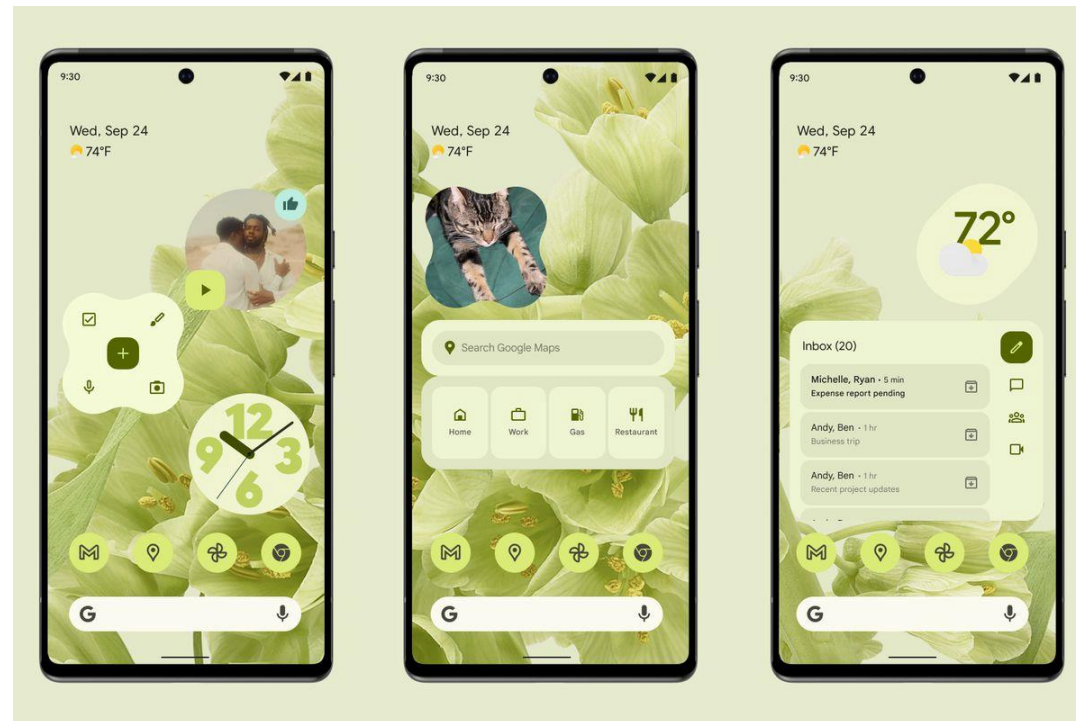 9:30
Wed, Sep 24
74°F
12
9
3
6
G
9:30
Wed, Sep 24
74°F
Search Google Maps
Home
Work
Gas
Restaurant
G
9:30
Wed, Sep 24
74°F
72°
Inbox (20)
Michelle, Ryan • 5 min
Expense report pending
Andy, Ben • 1 hr
Business trip
Andy, Ben • 1 hr
Recent project updates
G